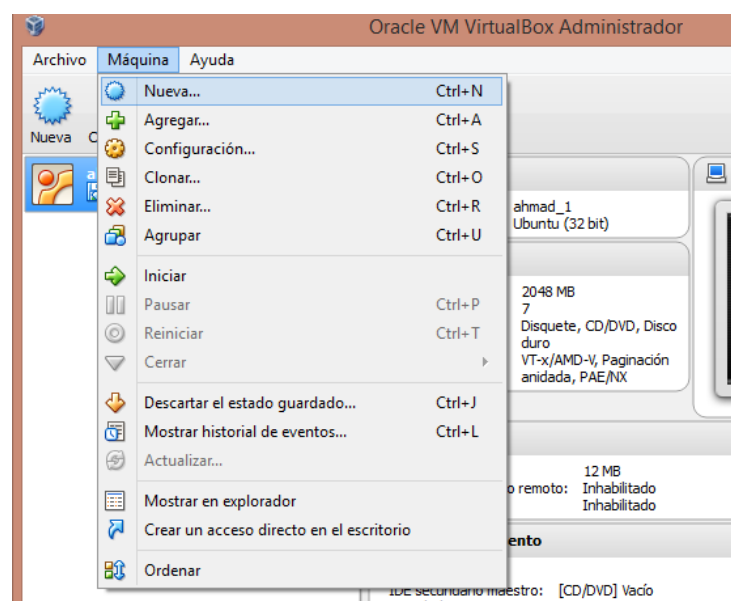 Oracle VM VirtualBox Administrador
Archivo Máquina Ayuda
Nueva
Nueva... Ctrl+N
Agregar... Ctrl+A
Configuración... Ctrl+S
Clonar... Ctrl+O
Eliminar... Ctrl+R
Agrupar Ctrl+U
Iniciar
Pausar Ctrl+P
Reiniciar Ctrl+T
Cerrar
Descartar el estado guardado... Ctrl+J
Mostrar historial de eventos... Ctrl+L
Actualizar...
Mostrar en explorador
Crear un acceso directo en el escritorio
Ordenar
ahmad_1
Ubuntu (32 bit)
2048 MB
7
Disquete, CD/DVD, Disco
duro
VT-x/AMD-V, Paginación
anidada, PAE/NX
12 MB
o remoto: Inhabilitado
Inhabilitado
ento
IDE secundario maestro: [CD/DVD] Vacío